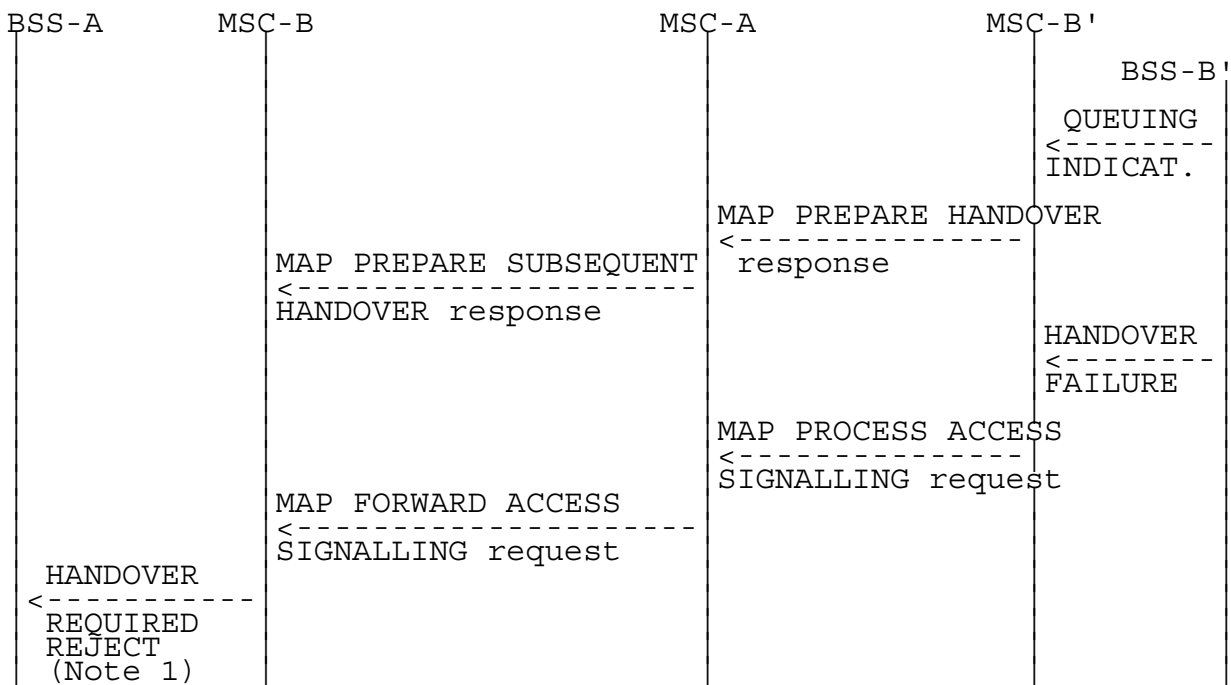 BSS-A MSC-B MSC-A MSC-B'
BSS-B'
QUEUING
<--------
INDICAT.
MAP PREPARE HANDOVER
<---------------
MAP PREPARE SUBSEQUENT response
<----------------------
HANDOVER response
HANDOVER
<--------
FAILURE
MAP PROCESS ACCESS
<---------------
SIGNALLING request
MAP FORWARD ACCESS
<----------------------
SIGNALLING request
HANDOVER
<-----------
REQUIRED
REJECT
(Note 1)